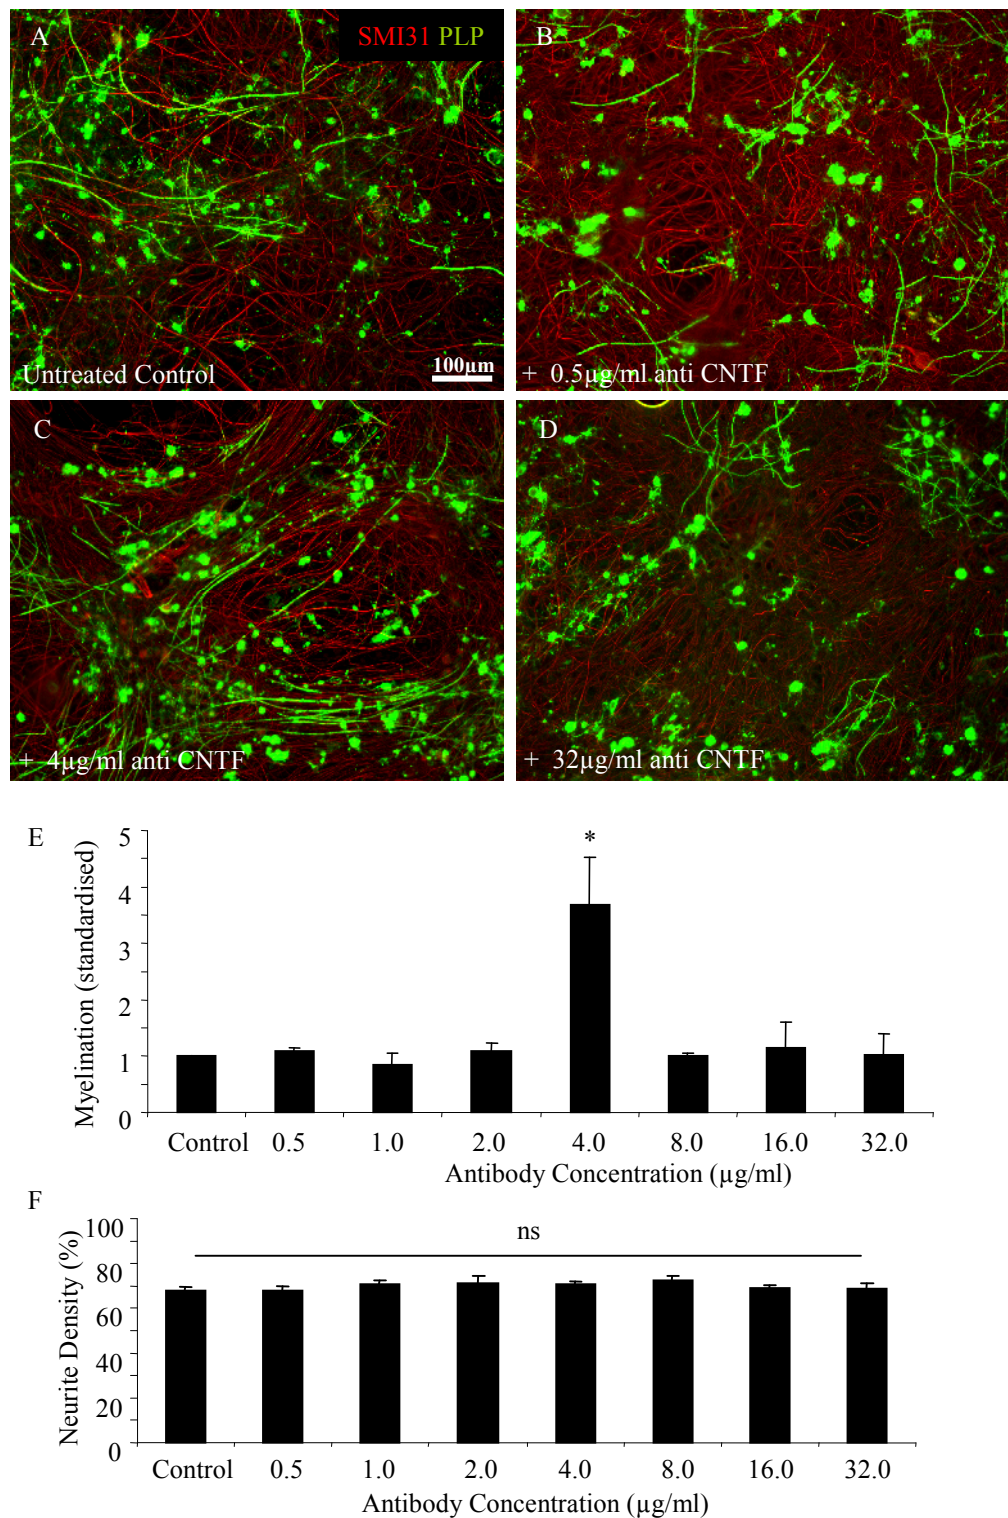 A
SMI31 PLP
Untreated Control
100µm
B
+ 0.5µg/ml anti CNTF
C
+ 4µg/ml anti CNTF
D
+ 32µg/ml anti CNTF
E
Myelination (standardised)
5
4
3
2
1
0
*
Control 0.5 1.0 2.0 4.0 8.0 16.0 32.0
Antibody Concentration (µg/ml)
F
Neurite Density (%)
100
80
60
40
20
0
ns
Control 0.5 1.0 2.0 4.0 8.0 16.0 32.0
Antibody Concentration (µg/ml)